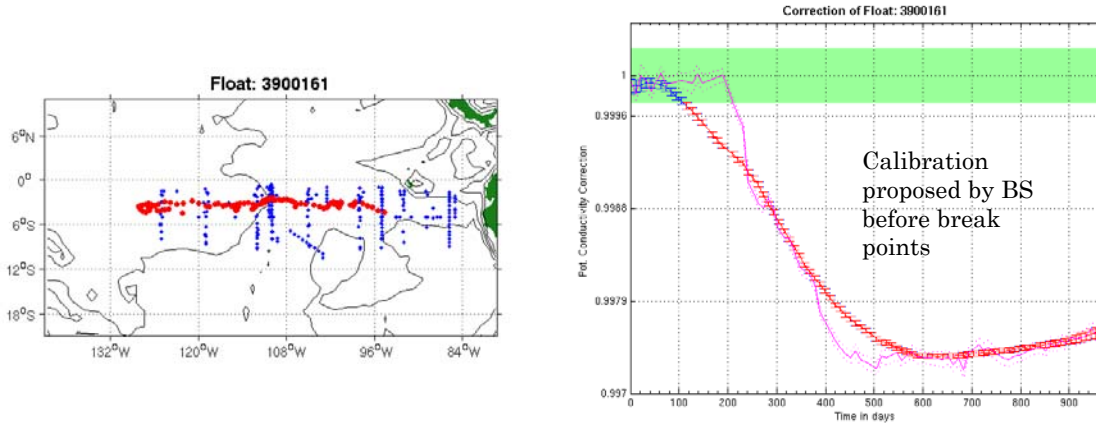 Float: 3900161
6°N
0°
6°S
12°S
18°S
132°W
120°W
108°W
96°W
84°W
Correction of Float: 3900161
Pot. Conductivity Correction
1
0.9996
0.9988
0.9979
0.997
Calibration
proposed by BS
before break
points
0
100
200
300
400
500
600
700
800
900
Time in days